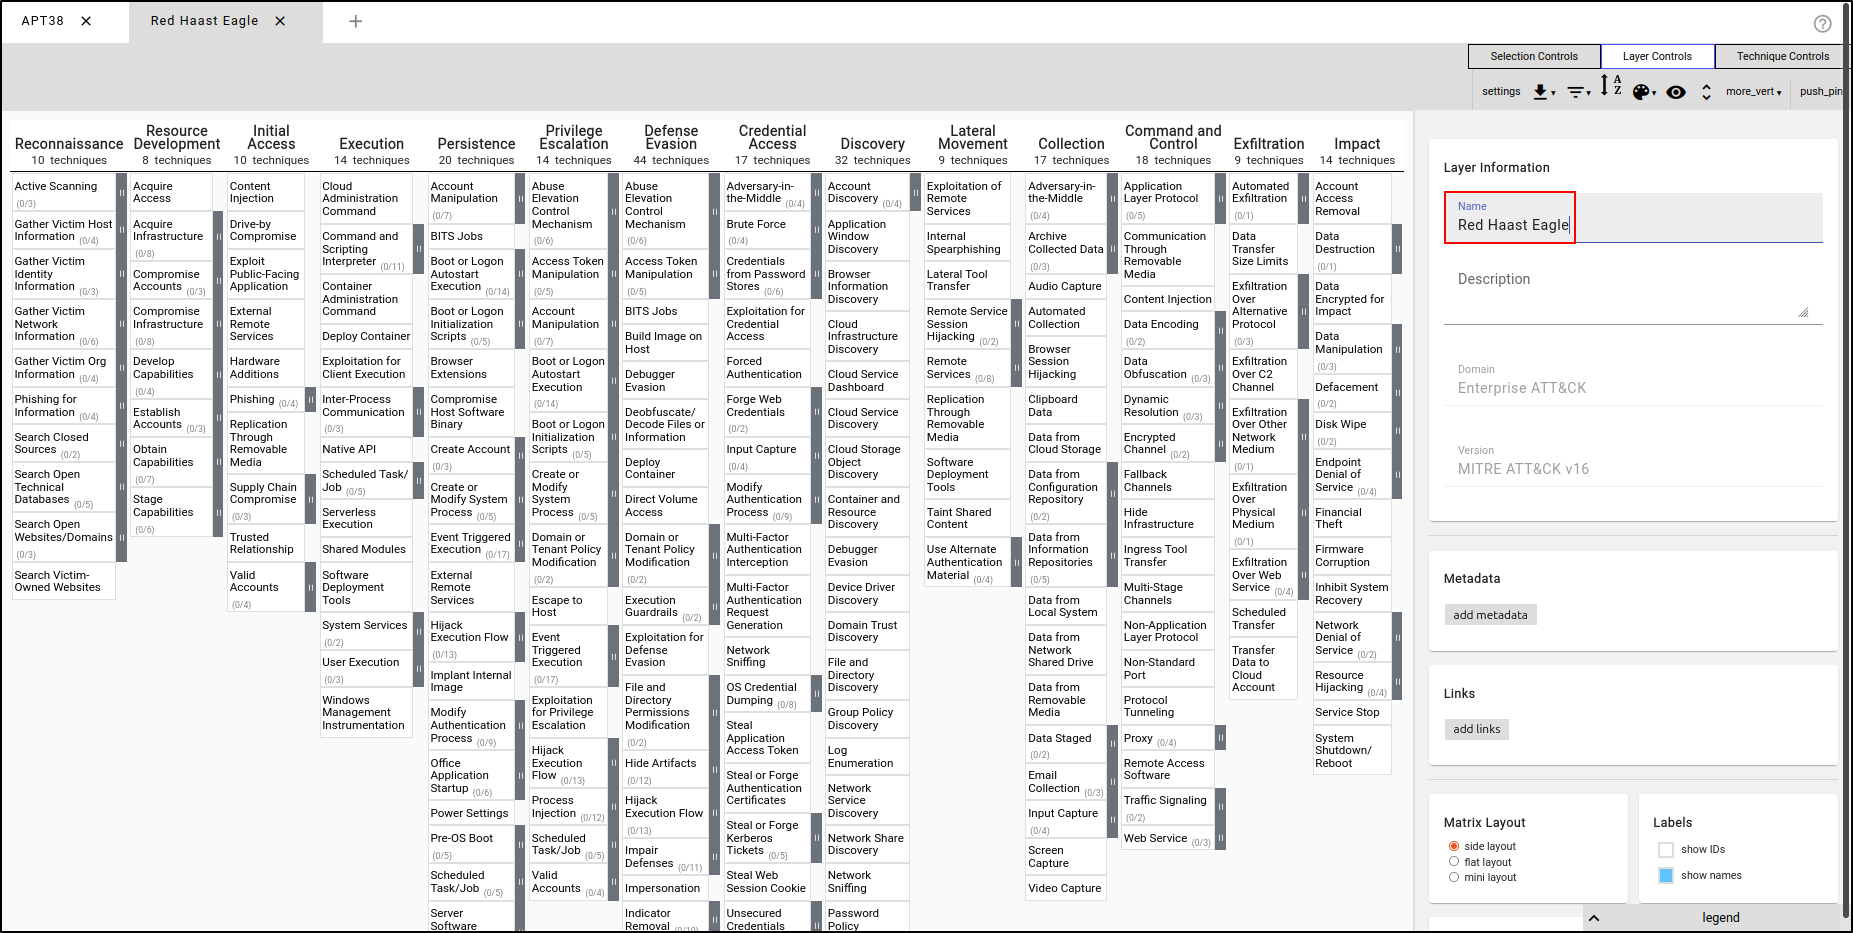 APT38 ×
Red Haast Eagle ×
+
Selection Controls
Layer Controls
Technique Controls
settings
more_vert
push_pin
Reconnaissance
10 techniques
Active Scanning (0/3)
Gather Victim Host
Information (0/4)
Gather Victim
Identity
Information (0/3)
Gather Victim
Network
Information (0/6)
Gather Victim Org
Information (0/4)
Phishing for
Information (0/4)
Search Closed
Sources (0/2)
Search Open
Technical
Databases (0/5)
Search Open
Websites/Domains
(0/3)
Search Victim-
Owned Websites
Resource
Development
8 techniques
Acquire
Access
Acquire
Infrastructure
(0/8)
Compromise
Accounts (0/3)
Compromise
Infrastructure
(0/8)
Develop
Capabilities
(0/4)
Establish
Accounts (0/3)
Obtain
Capabilities
(0/7)
Stage
Capabilities
(0/6)
Initial
Access
10 techniques
Content
Injection
Drive-by
Compromise
Exploit
Public-Facing
Application
External
Remote
Services
Hardware
Additions
Phishing (0/4)
Replication
Through
Removable
Media
Supply Chain
Compromise
(0/3)
Trusted
Relationship
Valid
Accounts
(0/4)
Execution
14 techniques
Cloud
Administration
Command
Command and
Scripting
Interpreter (0/11)
Container
Administration
Command
Deploy Container
Exploitation for
Client Execution
Inter-Process
Communication
(0/3)
Native API
Scheduled Task/
Job (0/5)
Serverless
Execution
Shared Modules
Software
Deployment
Tools
System Services
(0/2)
User Execution
(0/3)
Windows
Management
Instrumentation
Persistence
20 techniques
Account
Manipulation
(0/7)
BITS Jobs
Boot or Logon
Autostart
Execution (0/14)
Boot or Logon
Initialization
Scripts (0/5)
Browser
Extensions
Compromise
Host Software
Binary
Create Account
(0/3)
Create or
Modify System
Process (0/5)
Event Triggered
Execution (0/17)
External
Remote
Services
Hijack
Execution Flow
(0/13)
Implant Internal
Image
Modify
Authentication
Process (0/9)
Office
Application
Startup (0/6)
Power Settings
Pre-OS Boot
(0/5)
Scheduled
Task/Job (0/5)
Server
Software
Privilege
Escalation
14 techniques
Abuse
Elevation
Control
Mechanism
(0/6)
Access Token
Manipulation
(0/5)
Account
Manipulation
(0/7)
Boot or Logon
Autostart
Execution
(0/14)
Boot or Logon
Initialization
Scripts (0/5)
Create or
Modify
System
Process (0/5)
Domain or
Tenant Policy
Modification
(0/2)
Escape to
Host
Event
Triggered
Execution
(0/17)
Exploitation
for Privilege
Escalation
Hijack
Execution
Flow (0/13)
Process
Injection (0/12)
Scheduled
Task/Job (0/5)
Valid
Accounts (0/4)
Defense
Evasion
44 techniques
Abuse
Elevation
Control
Mechanism
(0/6)
Access Token
Manipulation
(0/5)
BITS Jobs
Build Image on
Host
Debugger
Evasion
Deobfuscate/
Decode Files or
Information
Deploy
Container
Direct Volume
Access
Domain or
Tenant Policy
Modification
(0/2)
Execution
Guardrails (0/2)
Exploitation for
Defense
Evasion
File and
Directory
Permissions
Modification
(0/2)
Hide Artifacts
(0/12)
Hijack
Execution Flow
(0/13)
Impair
Defenses (0/11)
Impersonation
Indicator
Removal (0/10)
Credential
Access
17 techniques
Adversary-in-
the-Middle (0/4)
Brute Force
(0/4)
Credentials
from Password
Stores (0/6)
Exploitation for
Credential
Access
Forced
Authentication
Forge Web
Credentials
(0/2)
Input Capture
(0/4)
Modify
Authentication
Process (0/9)
Multi-Factor
Authentication
Interception
Multi-Factor
Authentication
Request
Generation
Network
Sniffing
OS Credential
Dumping (0/8)
Steal
Application
Access Token
Steal or Forge
Authentication
Certificates
Steal or Forge
Kerberos
Tickets (0/5)
Steal Web
Session Cookie
Unsecured
Credentials
Discovery
32 techniques
Account
Discovery (0/4)
Application
Window
Discovery
Browser
Information
Discovery
Cloud
Infrastructure
Discovery
Cloud Service
Dashboard
Cloud Service
Discovery
Cloud Storage
Object
Discovery
Container and
Resource
Discovery
Debugger
Evasion
Device Driver
Discovery
Domain Trust
Discovery
File and
Directory
Discovery
Group Policy
Discovery
Log
Enumeration
Network
Service
Discovery
Network Share
Discovery
Network
Sniffing
Password
Policy
Lateral
Movement
9 techniques
Exploitation of
Remote
Services
Internal
Spearphishing
Lateral Tool
Transfer
Remote Service
Session
Hijacking (0/2)
Remote
Services (0/8)
Replication
Through
Removable
Media
Software
Deployment
Tools
Taint Shared
Content
Use Alternate
Authentication
Material (0/4)
Collection
17 techniques
Adversary-in-
the-Middle
(0/4)
Archive
Collected Data
(0/3)
Audio Capture
Automated
Collection
Browser
Session
Hijacking
Clipboard
Data
Data from
Cloud Storage
Data from
Configuration
Repository
(0/2)
Data from
Information
Repositories
(0/5)
Data from
Local System
Data from
Network
Shared Drive
Data from
Removable
Media
Data Staged
(0/2)
Email
Collection (0/3)
Input Capture
(0/4)
Screen
Capture
Video Capture
Command and
Control
18 techniques
Application
Layer Protocol
(0/5)
Communication
Through
Removable
Media
Content Injection
Data Encoding
(0/2)
Data
Obfuscation (0/3)
Dynamic
Resolution (0/3)
Encrypted
Channel (0/2)
Fallback
Channels
Hide
Infrastructure
Ingress Tool
Transfer
Multi-Stage
Channels
Non-Application
Layer Protocol
Non-Standard
Port
Protocol
Tunneling
Proxy (0/4)
Remote Access
Software
Traffic Signaling
(0/2)
Web Service (0/3)
Exfiltration
9 techniques
Automated
Exfiltration
(0/1)
Data
Transfer
Size Limits
Exfiltration
Over
Alternative
Protocol
(0/3)
Exfiltration
Over C2
Channel
Exfiltration
Over Other
Network
Medium
(0/1)
Exfiltration
Over
Physical
Medium
(0/1)
Exfiltration
Over Web
Service (0/4)
Scheduled
Transfer
Transfer
Data to
Cloud
Account
Impact
14 techniques
Account
Access
Removal
Data
Destruction
(0/1)
Data
Encrypted for
Impact
Data
Manipulation
(0/3)
Defacement
(0/2)
Disk Wipe
(0/2)
Endpoint
Denial of
Service (0/4)
Financial
Theft
Firmware
Corruption
Inhibit System
Recovery
Network
Denial of
Service (0/2)
Resource
Hijacking (0/4)
Service Stop
System
Shutdown/
Reboot
Layer Information
Name
Red Haast Eagle
Description
Domain
Enterprise ATT&CK
Version
MITRE ATT&CK v16
Metadata
add metadata
Links
add links
Matrix Layout
side layout
flat layout
mini layout
Labels
show IDs
show names
legend